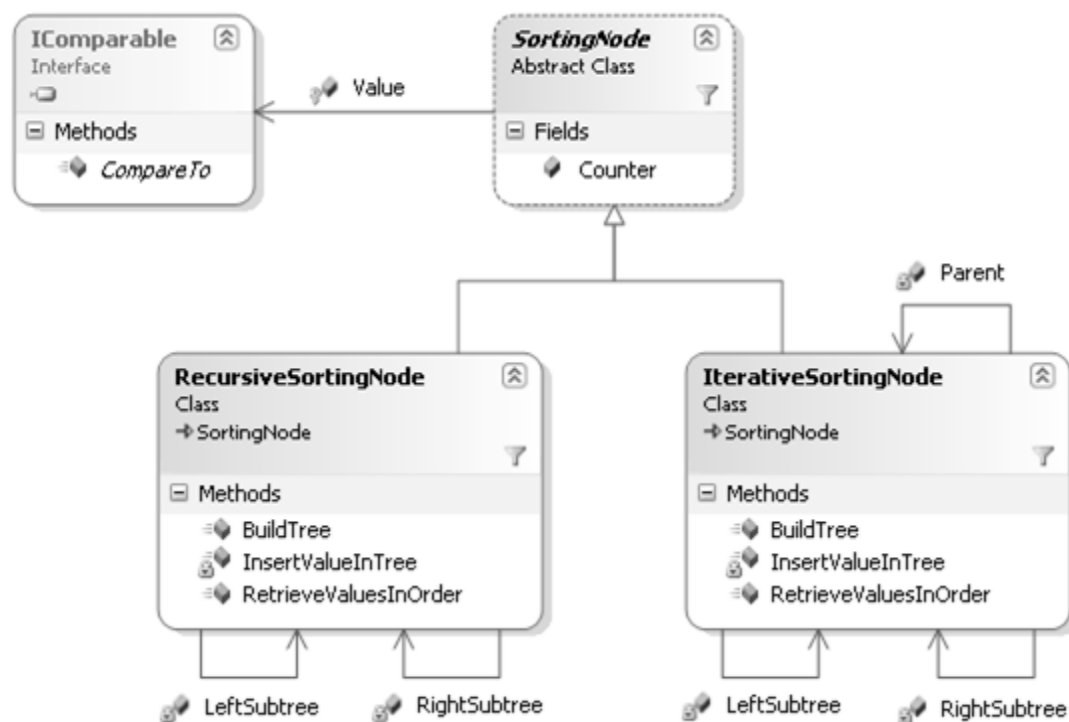 IComparable
Interface
Methods
CompareTo
Value
SortingNode
Abstract Class
Fields
Counter
Parent
RecursiveSortingNode
Class
SortingNode
Methods
BuildTree
InsertValueInTree
RetrieveValuesInOrder
LeftSubtree
RightSubtree
IterativeSortingNode
Class
SortingNode
Methods
BuildTree
InsertValueInTree
RetrieveValuesInOrder
LeftSubtree
RightSubtree